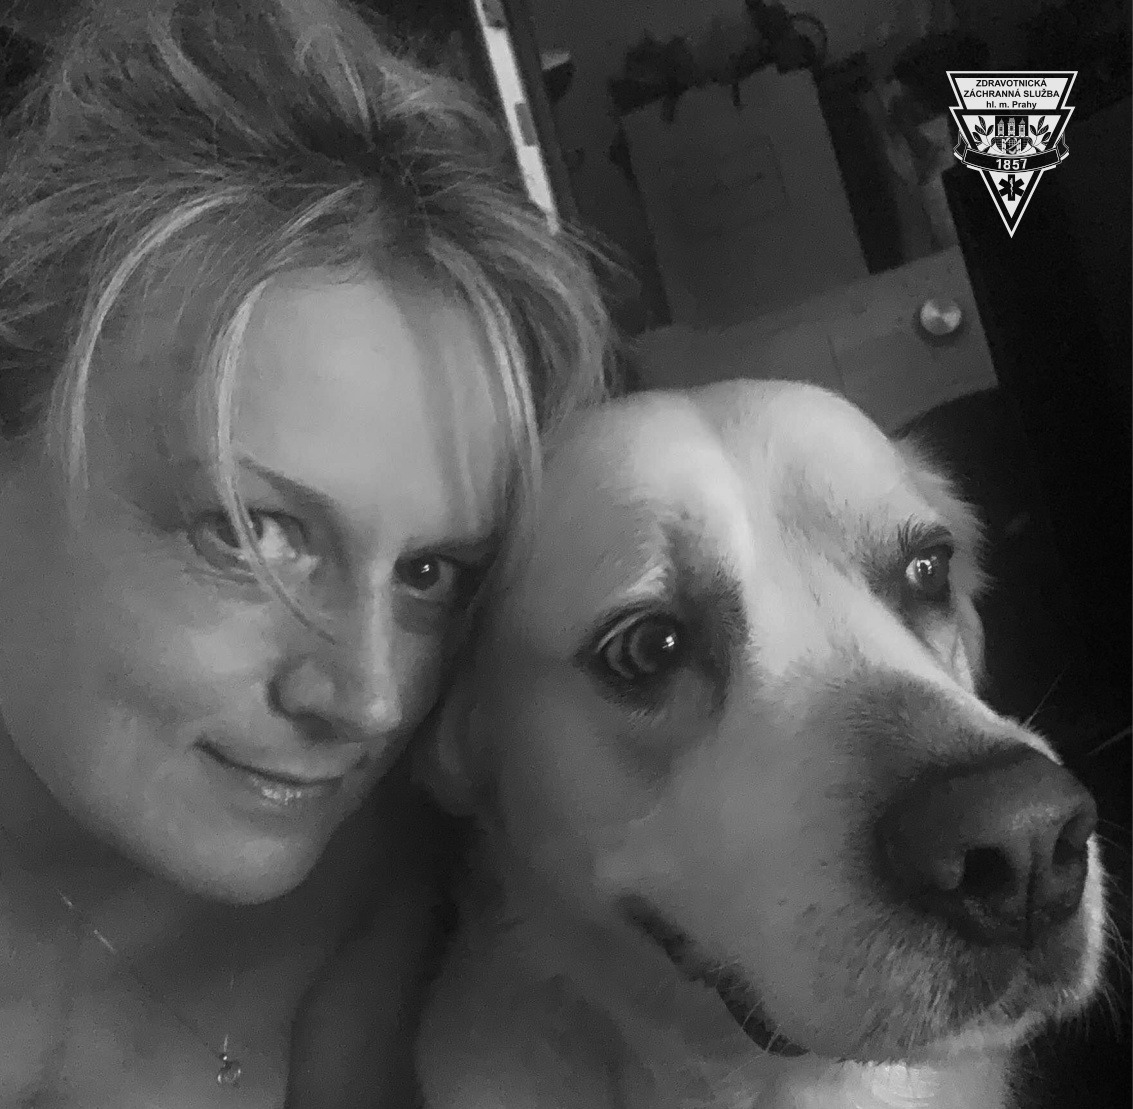 ZDRAVOTNICKÁ
ZÁCHRANNÁ SLUŽBA
hl. m. Prahy
1857